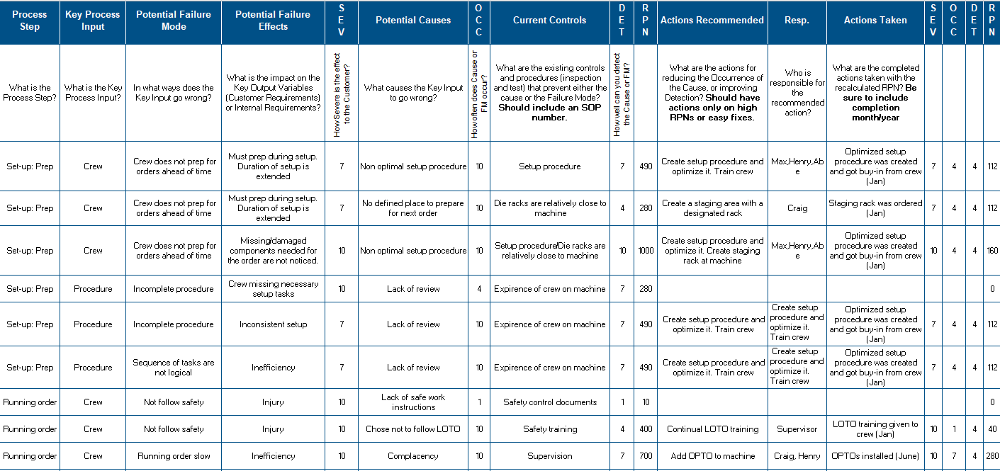 Process Step	Key Process Input	Potential Failure Mode	Potential Failure Effects	SEV	Potential Causes	OCC	Current Controls	DET	RPN	Actions Recommended	Resp.	Actions Taken	SEV	OCC	DET	RPN
What is the Process Step?	What is the Key Process Input?	In what ways does the Key Input go wrong?	What is the impact on the Key Output Variables (Customer Requirements) or Internal Requirements?	How Severe is the effect to the Customer?	What causes the Key Input to go wrong?	How often does Cause or FM occur?	What are the existing controls and procedures (inspection and test) that prevent either the cause or the Failure Mode? Should include an SOP number.	How well can you detect the Cause or FM?		What are the actions for reducing the Occurrence of the Cause, or improving Detection? Should have actions only on high RPNs or easy fixes.	Who is responsible for the recommended action?	What are the completed actions taken with the recalculated RPN? Be sure to include completion month/year
Set-up: Prep	Crew	Crew does not prep for orders ahead of time	Must prep during setup. Duration of setup is extended	7	Non optimal setup procedure	10	Setup procedure	7	490	Create setup procedure and optimize it. Train crew	Max,Henry,Abe	Optimized setup procedure was created and got buy-in from crew (Jan)	7	4	4	112
Set-up: Prep	Crew	Crew does not prep for orders ahead of time	Must prep during setup. Duration of setup is extended	7	No defined place to prepare for next order	10	Die racks are relatively close to machine	4	280	Create a staging area with a designated rack	Craig	Staging rack was ordered (Jan)	7	4	4	112
Set-up: Prep	Crew	Crew does not prep for orders ahead of time	Missing/damaged components needed for the order are not noticed.	10	Non optimal setup procedure	10	Setup procedure/Die racks are relatively close to machine	10	1000	Create setup procedure and optimize it. Create staging rack at machine	Max,Henry,Abe	Optimized setup procedure was created and got buy-in from crew (Jan)	10	4	4	160
Set-up: Prep	Procedure	Incomplete procedure	Crew missing necessary setup tasks	10	Lack of review	4	Expirence of crew on machine	7	280				0
Set-up: Prep	Procedure	Incomplete procedure	Inconsistent setup	7	Lack of review	10	Expirence of crew on machine	7	490	Create setup procedure and optimize it. Train crew	Create setup procedure and optimize it. Train crew	Optimized setup procedure was created and got buy-in from crew (Jan)	7	4	4	112
Set-up: Prep	Procedure	Sequence of tasks are not logical	Inefficiency	7	Lack of review	10	Expirence of crew on machine	7	490	Create setup procedure and optimize it. Train crew	Create setup procedure and optimize it. Train crew	Optimized setup procedure was created and got buy-in from crew (Jan)	7	4	4	112
Running order	Crew	Not follow safety	Injury	10	Lack of safe work instructions	1	Safety control documents	1	10				0
Running order	Crew	Not follow safety	Injury	10	Chose not to follow LOTO	10	Safety training	4	400	Continual LOTO training	Supervisor	LOTO training given to crew (Jan)	10	1	4	40
Running order	Crew	Running order slow	Inefficiency	10	Complacency	10	Supervision	7	700	Add OPTO to machine	Craig, Henry	OPTOs installed (June)	10	7	4	280